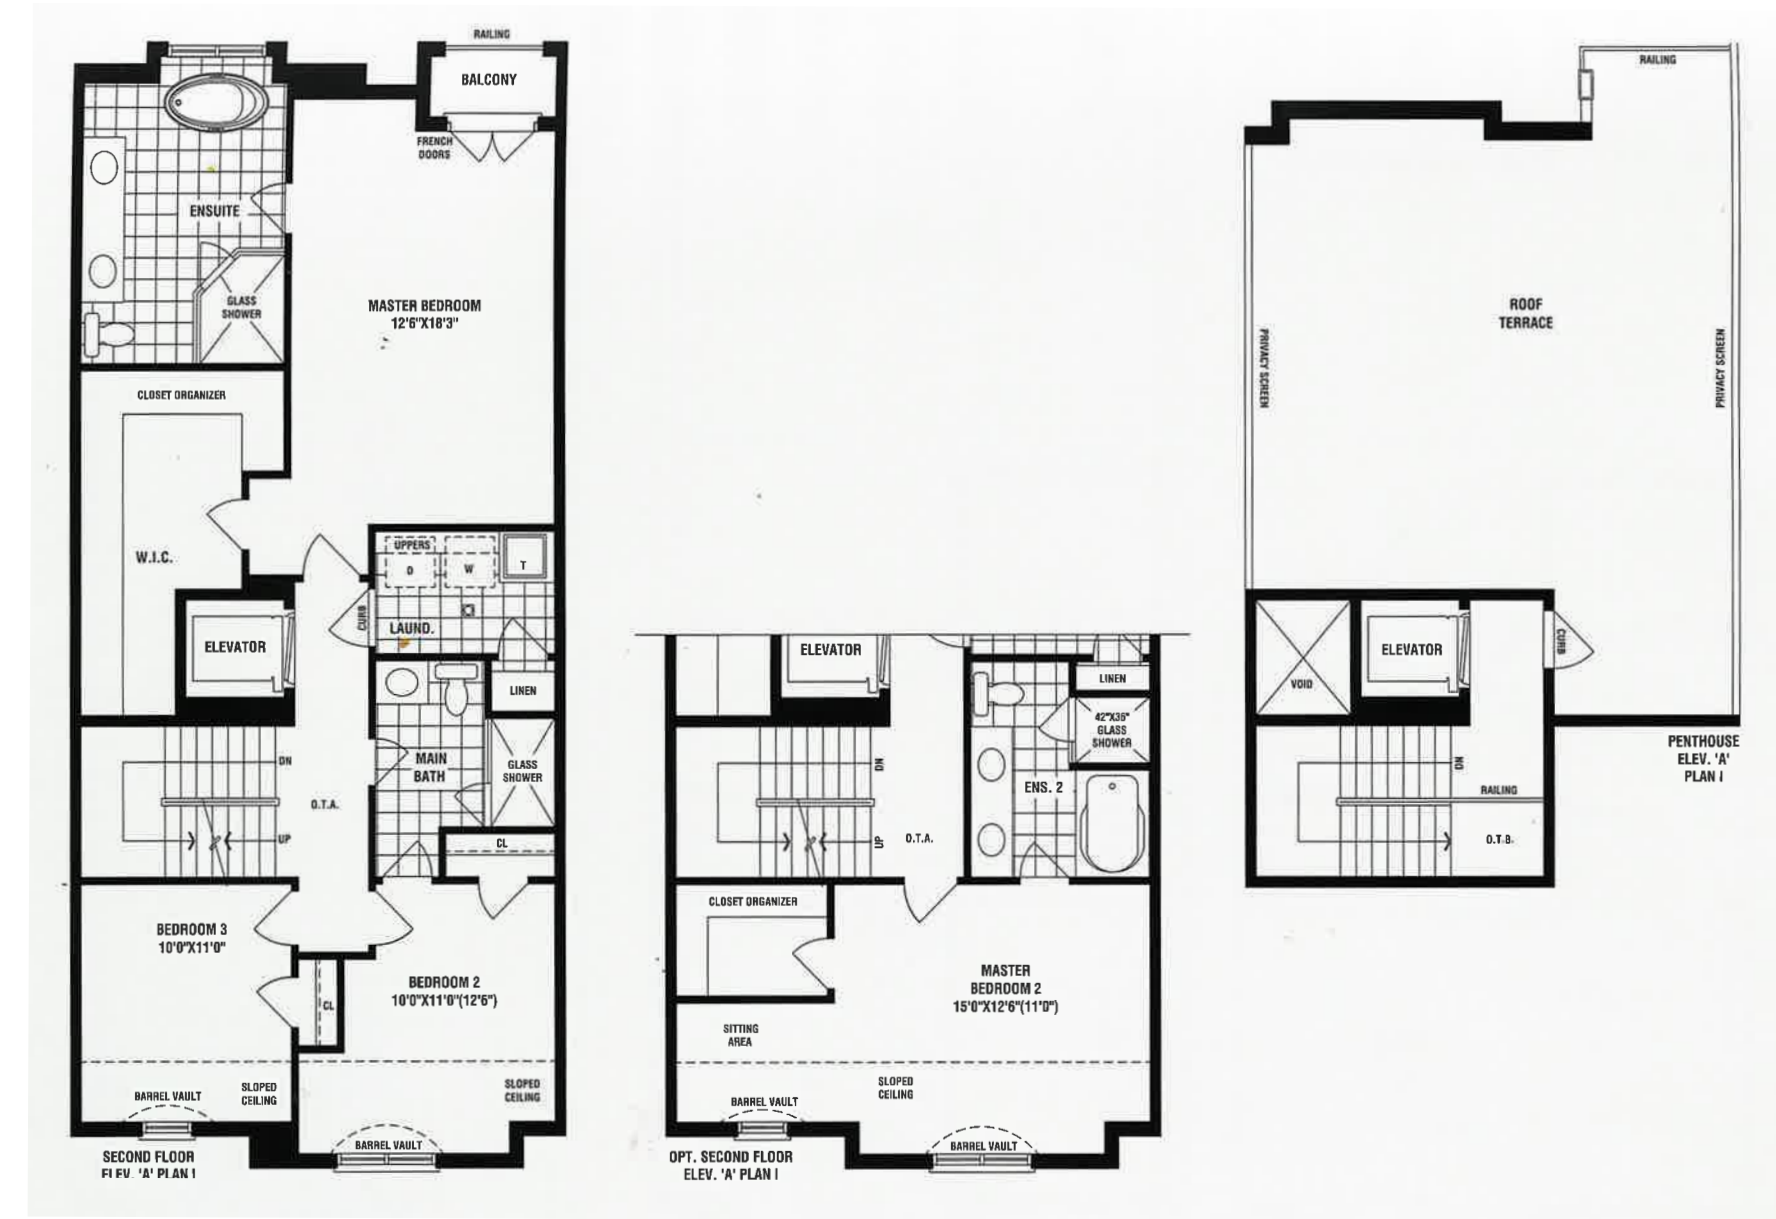 RAILING
BALCONY
FRENCH
DOORS
ENSUITE
GLASS
SHOWER
MASTER BEDROOM
12'6"X18'3"
CLOSET ORGANIZER
W.I.C.
UPPERS
D
W
T
CURB
LAUND.
ELEVATOR
LINEN
MAIN
BATH
GLASS
SHOWER
DN
O.T.A.
UP
CL
BEDROOM 3
10'0"X11'0"
BEDROOM 2
10'0"X11'0"(12'6")
CL
SLOPED
CEILING
BARREL VAULT
SLOPED
CEILING
BARREL VAULT
SECOND FLOOR
ELEV. 'A' PLAN I
ELEVATOR
LINEN
42"X36"
GLASS
SHOWER
DN
ENS. 2
UP
O.T.A.
CLOSET ORGANIZER
MASTER
BEDROOM 2
15'0"X12'6"(11'0")
SITTING
AREA
SLOPED
CEILING
BARREL VAULT
BARREL VAULT
OPT. SECOND FLOOR
ELEV. 'A' PLAN I
RAILING
ROOF
TERRACE
PRIVACY SCREEN
PRIVACY SCREEN
CURB
ELEVATOR
VOID
DN
RAILING
O.T.B.
PENTHOUSE
ELEV. 'A'
PLAN I